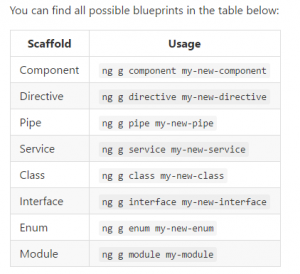 You can find all possible blueprints in the table below:
Scaffold Usage
Component ng g component my-new-component
Directive ng g directive my-new-directive
Pipe ng g pipe my-new-pipe
Service ng g service my-new-service
Class ng g class my-new-class
Interface ng g interface my-new-interface
Enum ng g enum my-new-enum
Module ng g module my-module